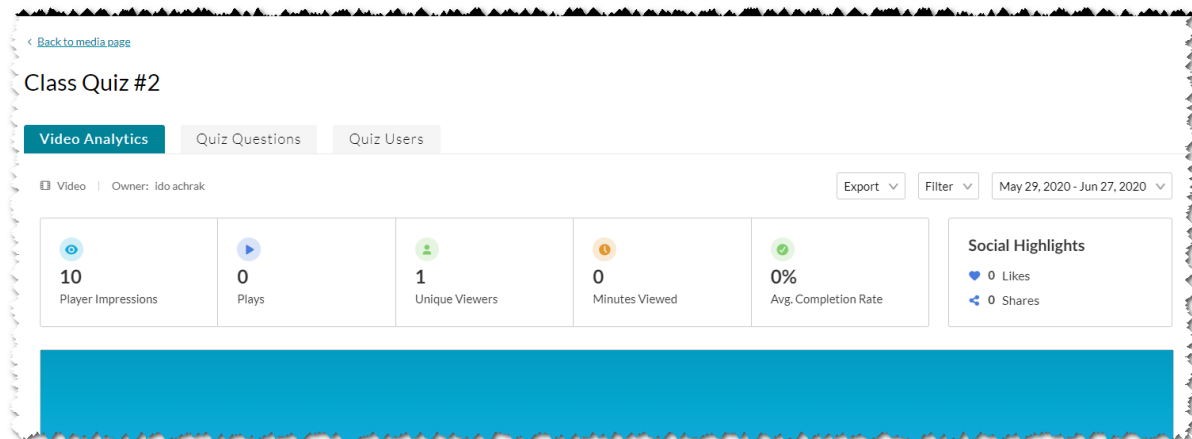 < Back to media page
Class Quiz #2
Video Analytics Quiz Questions Quiz Users
Video | Owner: ido achrak
Export Filter May 29, 2020 - Jun 27, 2020
10
Player Impressions
0
Plays
1
Unique Viewers
0
Minutes Viewed
0%
Avg. Completion Rate
Social Highlights
0 Likes
0 Shares